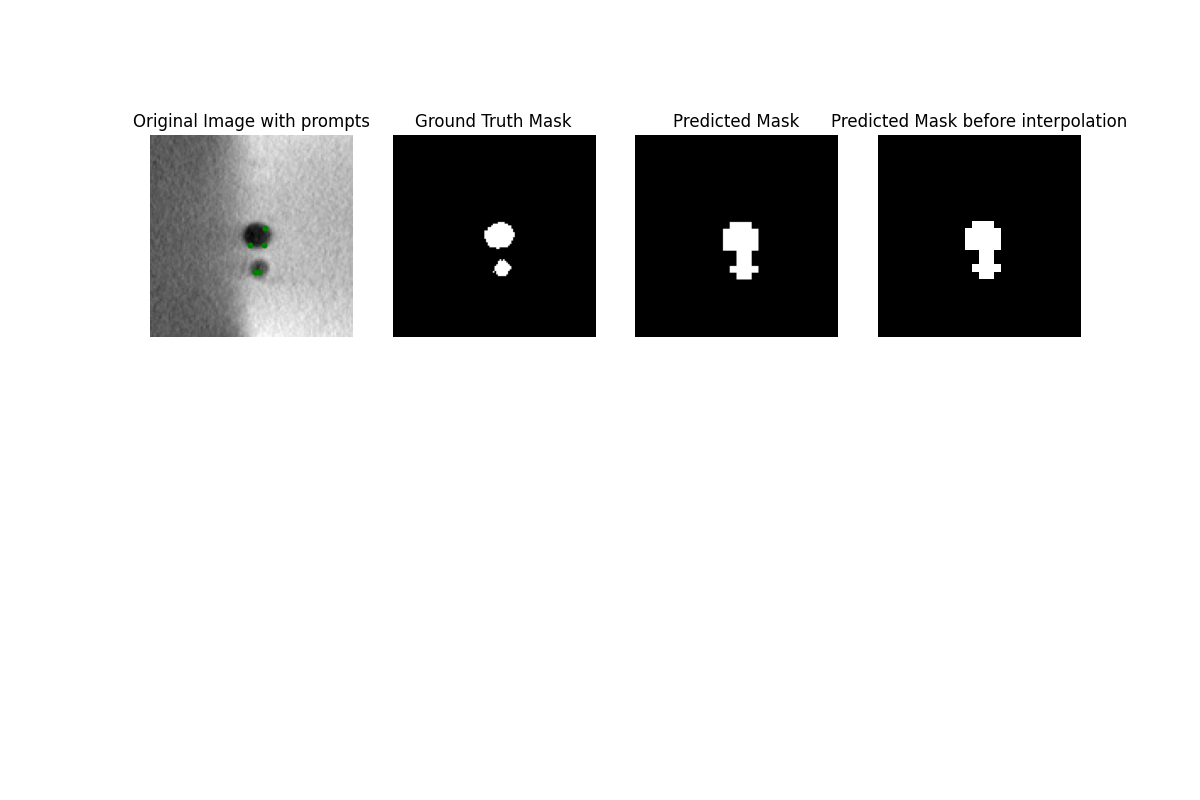 Original Image with prompts
Ground Truth Mask
Predicted Mask
Predicted Mask before interpolation